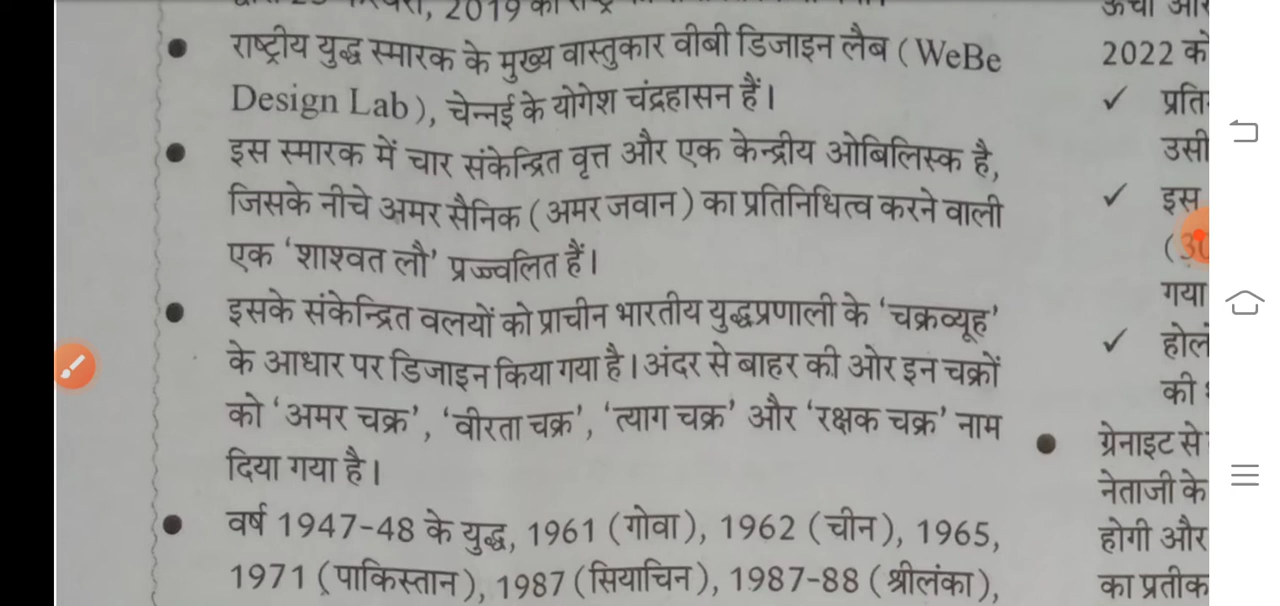 2019 को
राष्ट्रीय युद्ध स्मारक के मुख्य वास्तुकार वीबी डिजाइन लैब (WeBe
Design Lab), चेन्नई के योगेश चंद्रहासन हैं।
इस स्मारक में चार संकेन्द्रित वृत्त और एक केन्द्रीय ओबिलिस्क है,
जिसके नीचे अमर सैनिक (अमर जवान) का प्रतिनिधित्व करने वाली
एक 'शाश्वत लौ' प्रज्ज्वलित हैं।
इसके संकेन्द्रित वलयों को प्राचीन भारतीय युद्धप्रणाली के 'चक्रव्यूह'
के आधार पर डिजाइन किया गया है। अंदर से बाहर की ओर इन चक्रों
को 'अमर चक्र', 'वीरता चक्र', 'त्याग चक्र' और 'रक्षक चक्र' नाम
दिया गया है।
वर्ष 1947-48 के युद्ध, 1961 (गोवा), 1962 (चीन), 1965,
1971 (पाकिस्तान), 1987 (सियाचिन), 1987-88 (श्रीलंका),
2022 को
उसी
इस
गया
की
ग्रेनाइट से
नेताजी के
होगी और
का प्रतीक